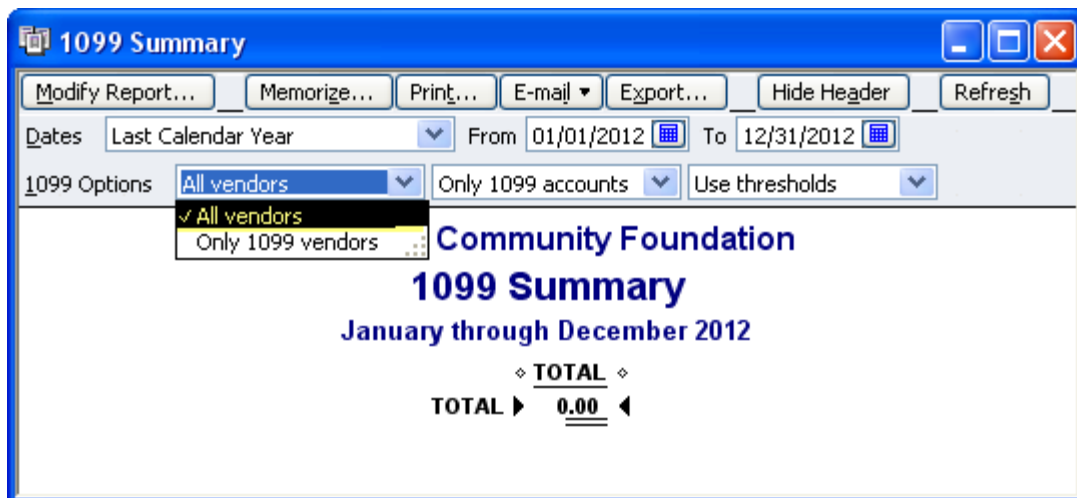 1099 Summary
Modify Report... Memorize... Print... E-mail Export... Hide Header Refresh
Dates Last Calendar Year From 01/01/2012 To 12/31/2012
1099 Options All vendors Only 1099 accounts Use thresholds
✓ All vendors
Only 1099 vendors
Community Foundation
1099 Summary
January through December 2012
TOTAL
TOTAL 0.00